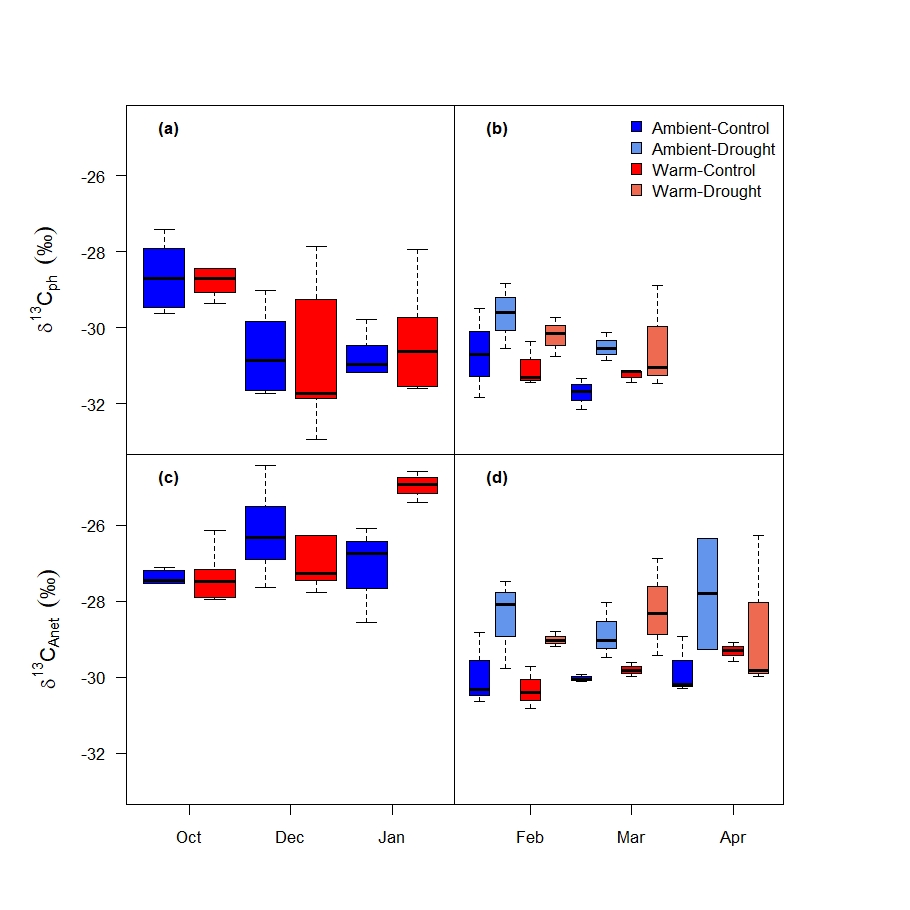 (a)
(b)
Ambient-Control
Ambient-Drought
Warm-Control
Warm-Drought
-26
-28
-30
-32
δ¹³Cₚₕ (‰)
(c)
(d)
-26
-28
-30
-32
δ¹³C_Anet (‰)
Oct Dec Jan Feb Mar Apr